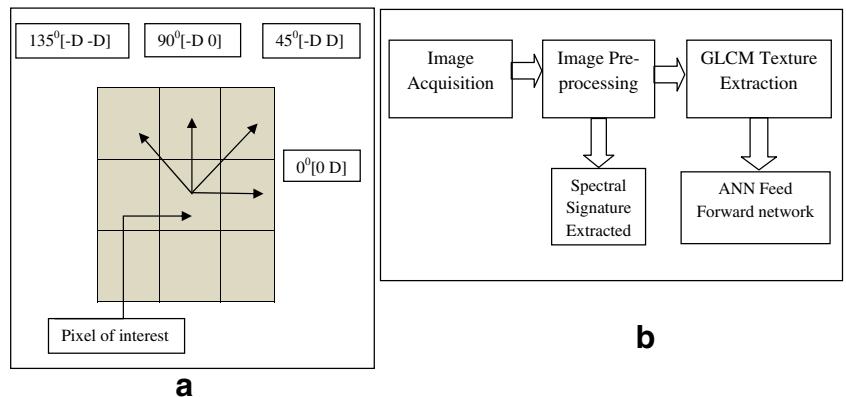 135⁰[-D -D]
90⁰[-D 0]
45⁰[-D D]
0⁰[0 D]
Pixel of interest
a
Image
Acquisition
Image Pre-
processing
GLCM Texture
Extraction
Spectral
Signature
Extracted
ANN Feed
Forward network
b